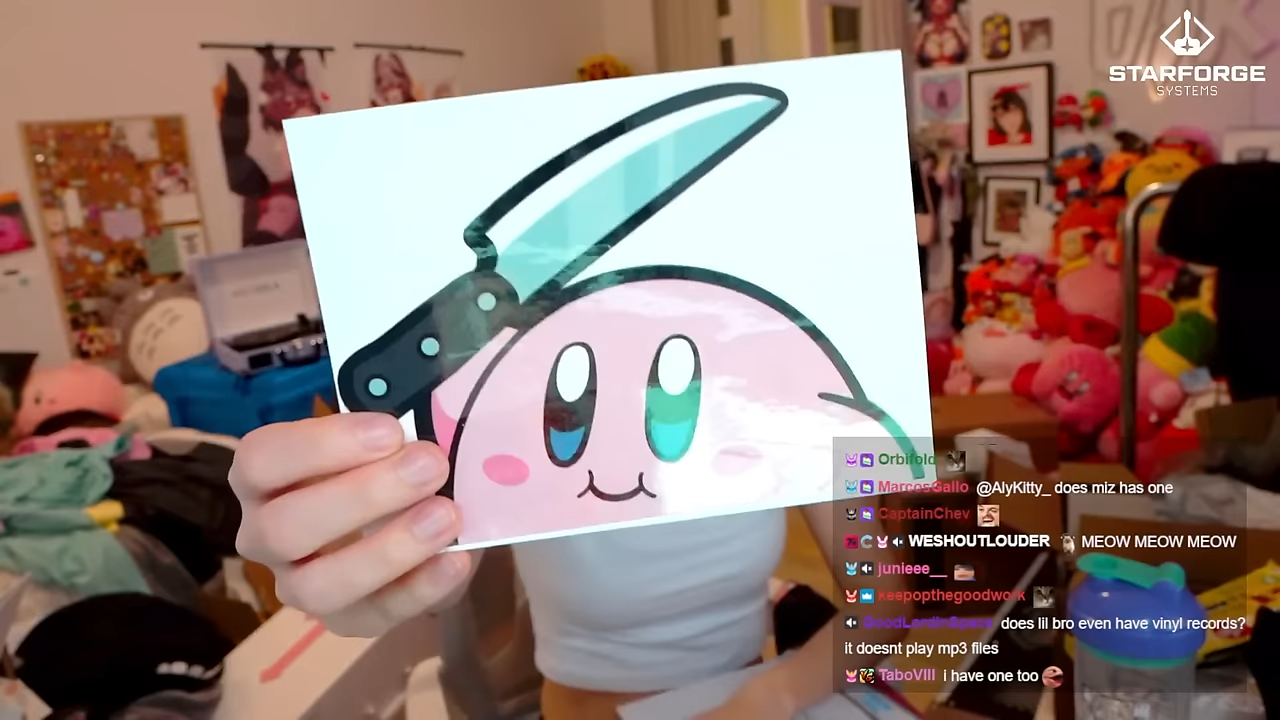 STARFORGE
SYSTEMS
Orbifold
MarcosGallo @AlyKitty_ does miz has one
CaptainChev
WESHOUTLOUDER MEOW MEOW MEOW
junieee__
keepopthegoodwork
GoodLordInSpace does lil bro even have vinyl records?
it doesnt play mp3 files
TaboVIII i have one too